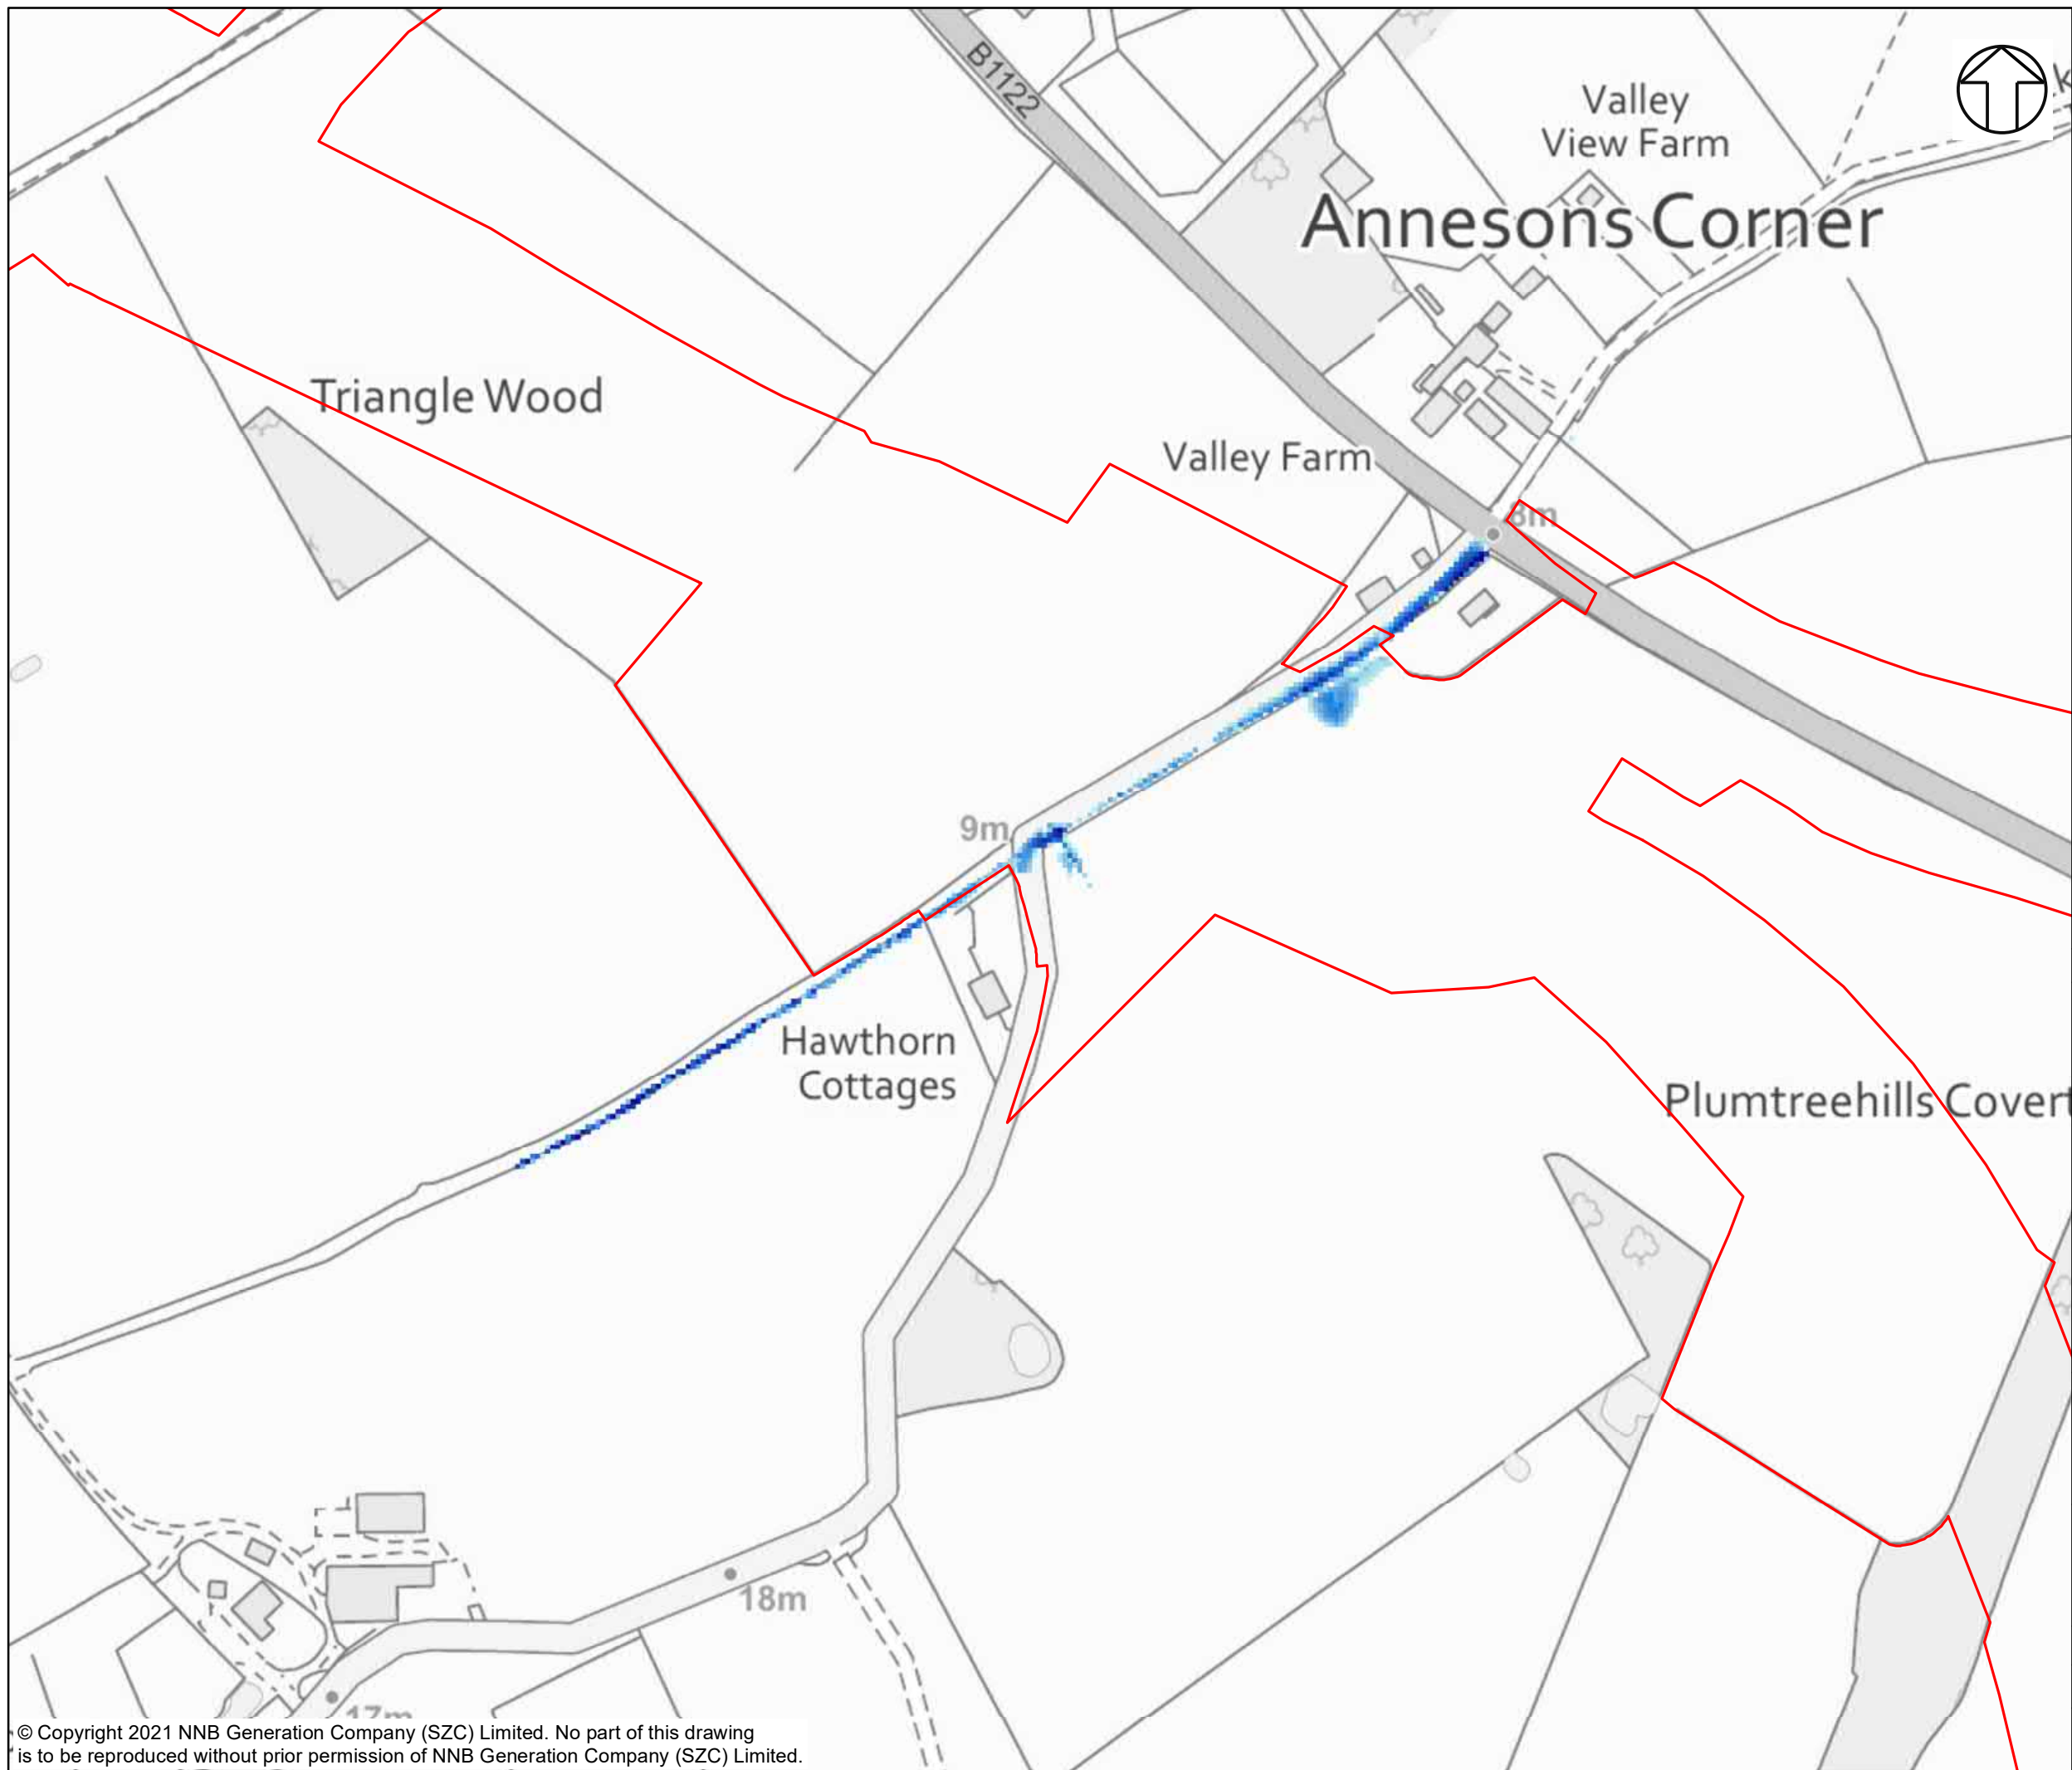 B1122
Valley
View Farm
Annesons Corner
Triangle Wood
Valley Farm
8m
9m
Hawthorn
Cottages
Plumtreehills Covert
18m
17m
© Copyright 2021 NNB Generation Company (SZC) Limited. No part of this drawing
is to be reproduced without prior permission of NNB Generation Company (SZC) Limited.